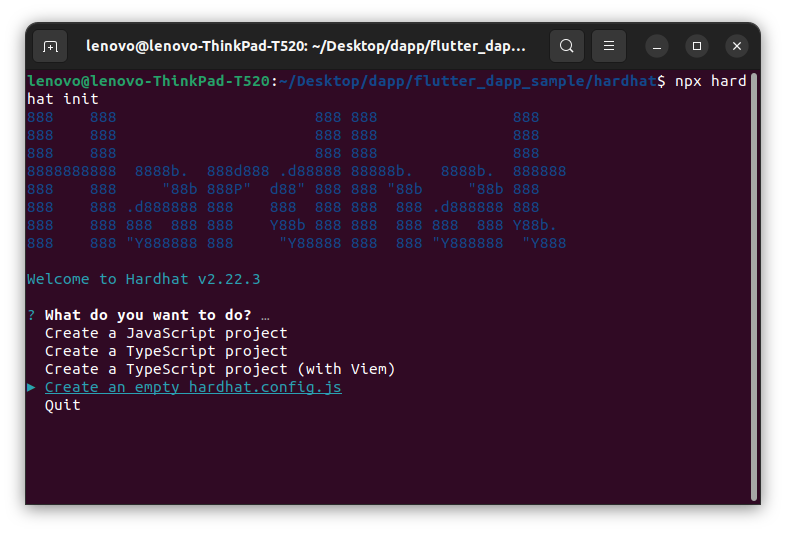 lenovo@lenovo-ThinkPad-T520: ~/Desktop/dapp/flutter_dap...
lenovo@lenovo-ThinkPad-T520:~/Desktop/dapp/flutter_dapp_sample/hardhat$ npx hard
hat init
888    888                      888 888               888
888    888                      888 888               888
888    888                      888 888               888
8888888888  8888b.  888d888 .d88888 88888b.   8888b.  888888
888    888     "88b 888P"  d88" 888 888 "88b     "88b 888
888    888 .d888888 888    888  888 888  888 .d888888 888
888    888 888  888 888    Y88b 888 888  888 888  888 Y88b.
888    888 "Y888888 888     "Y88888 888  888 "Y888888  "Y888
Welcome to Hardhat v2.22.3
? What do you want to do? …
Create a JavaScript project
Create a TypeScript project
Create a TypeScript project (with Viem)
▸ Create an empty hardhat.config.js
Quit